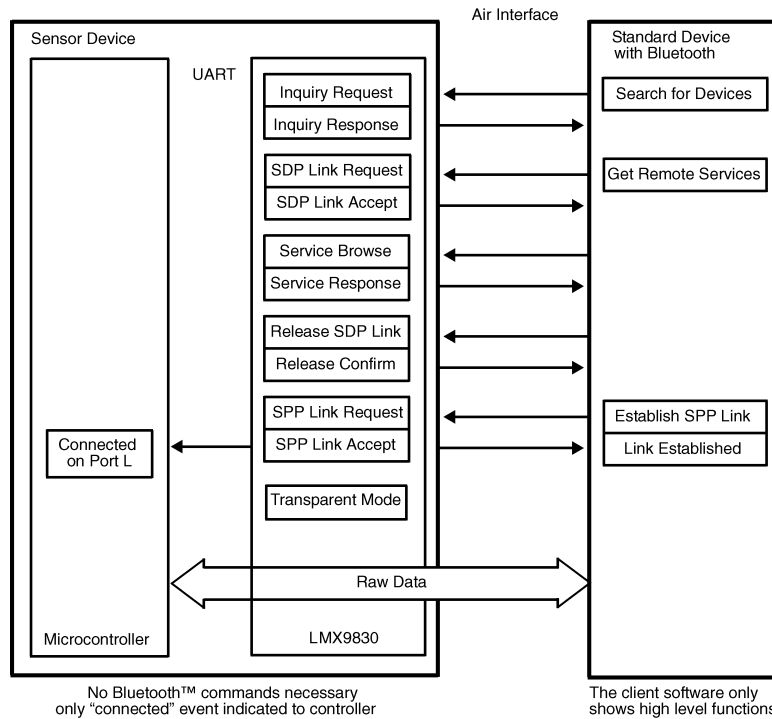 Air Interface
Sensor Device
Standard Device
with Bluetooth
UART
Inquiry Request
Search for Devices
Inquiry Response
SDP Link Request
Get Remote Services
SDP Link Accept
Service Browse
Service Response
Release SDP Link
Release Confirm
SPP Link Request
Establish SPP Link
Connected
on Port L
SPP Link Accept
Link Established
Transparent Mode
Raw Data
Microcontroller
LMX9830
No Bluetooth™ commands necessary
only “connected” event indicated to controller
The client software only
shows high level functions